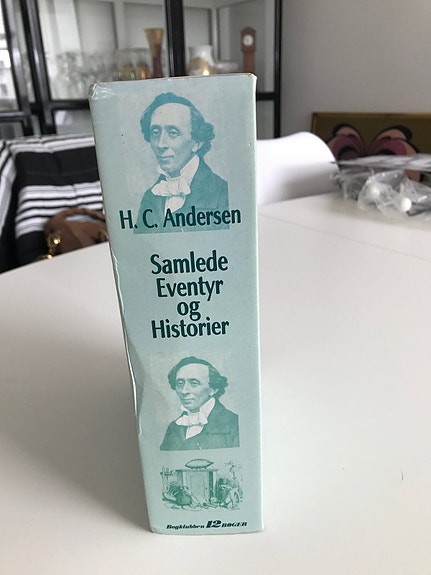 H. C. Andersen
Samlede
Eventyr
og
Historier
Bogklubben 12 BØGER